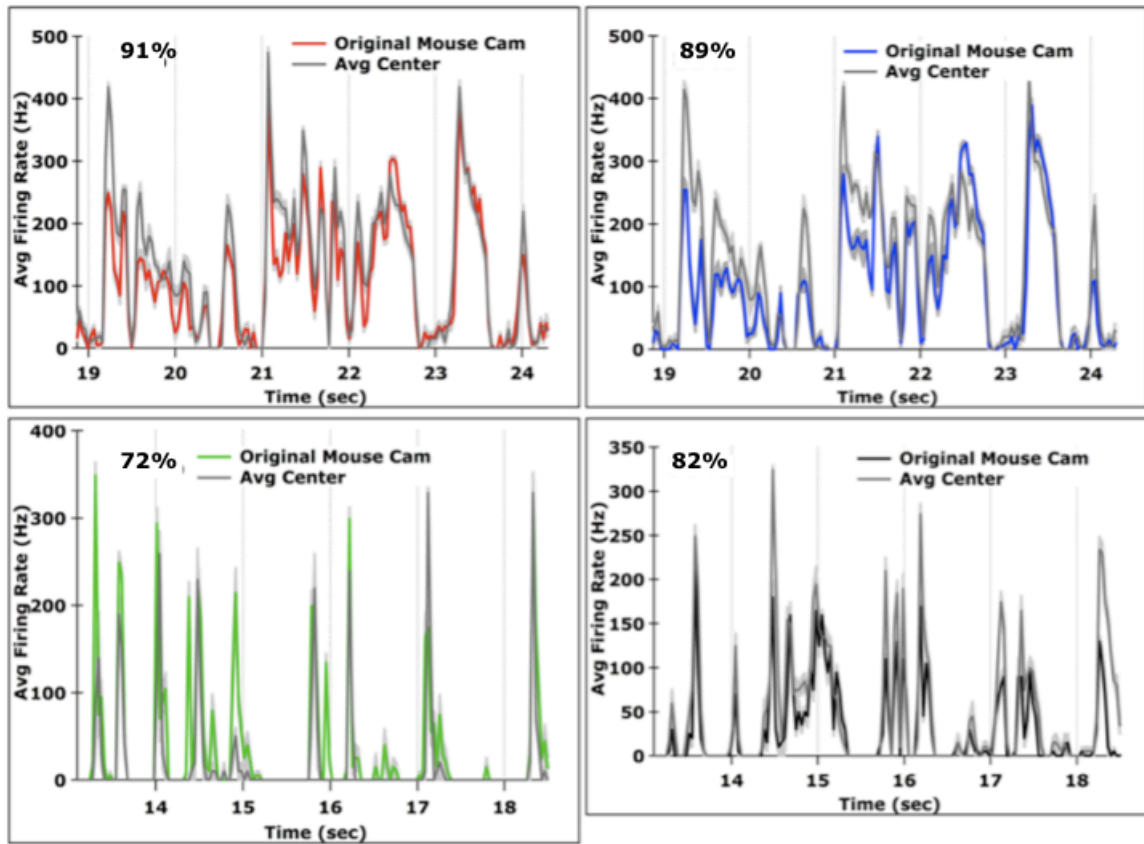 500
400
300
200
100
0
Avg Firing Rate (Hz)
91%
Original Mouse Cam
Avg Center
19 20 21 22 23 24
Time (sec)
500
400
300
200
100
0
Avg Firing Rate (Hz)
89%
Original Mouse Cam
Avg Center
19 20 21 22 23 24
Time (sec)
400
300
200
100
0
Avg Firing Rate (Hz)
72%
Original Mouse Cam
Avg Center
14 15 16 17 18
Time (sec)
350
300
250
200
150
100
50
0
Avg Firing Rate (Hz)
82%
Original Mouse Cam
Avg Center
14 15 16 17 18
Time (sec)